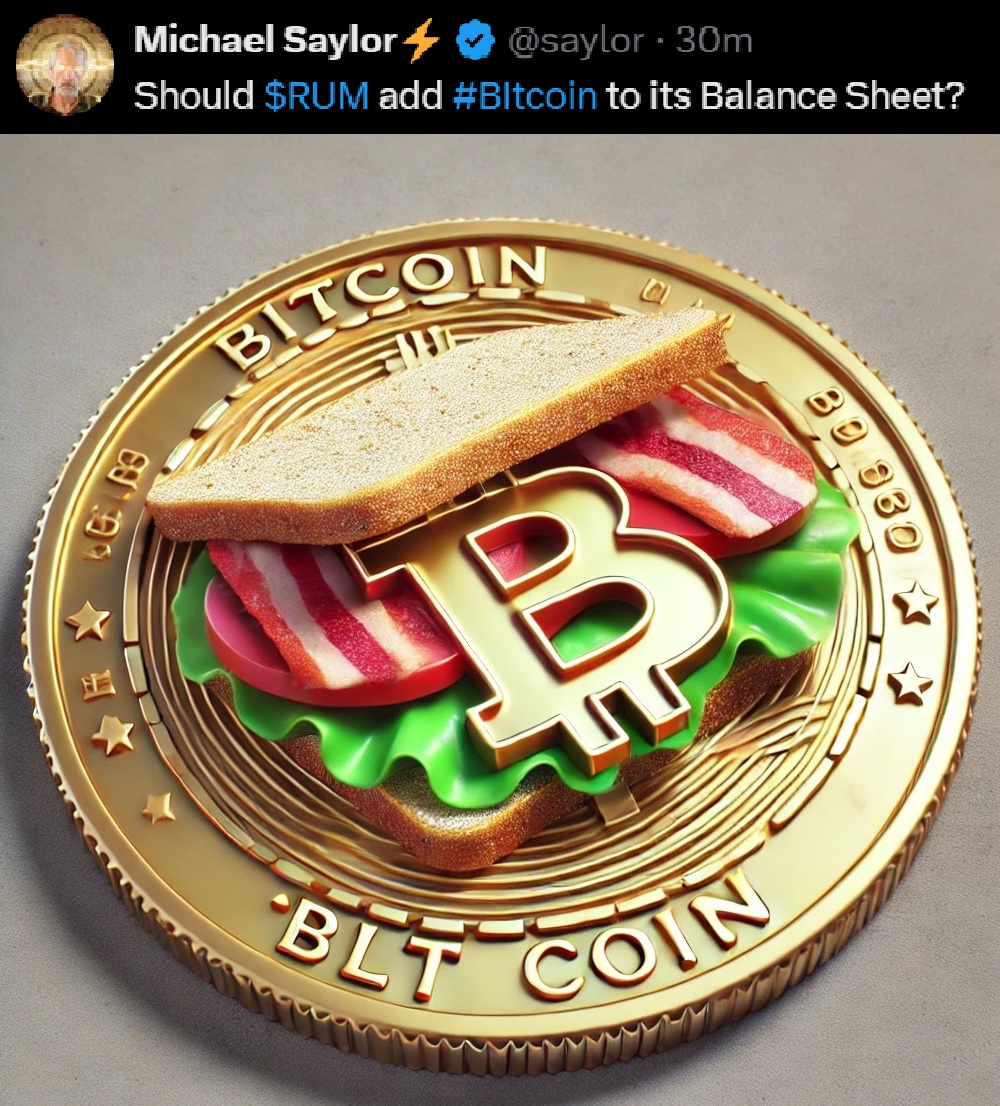 Michael Saylor⚡ @saylor · 30m
Should $RUM add #BItcoin to its Balance Sheet?
BITCOIN
BLT COIN